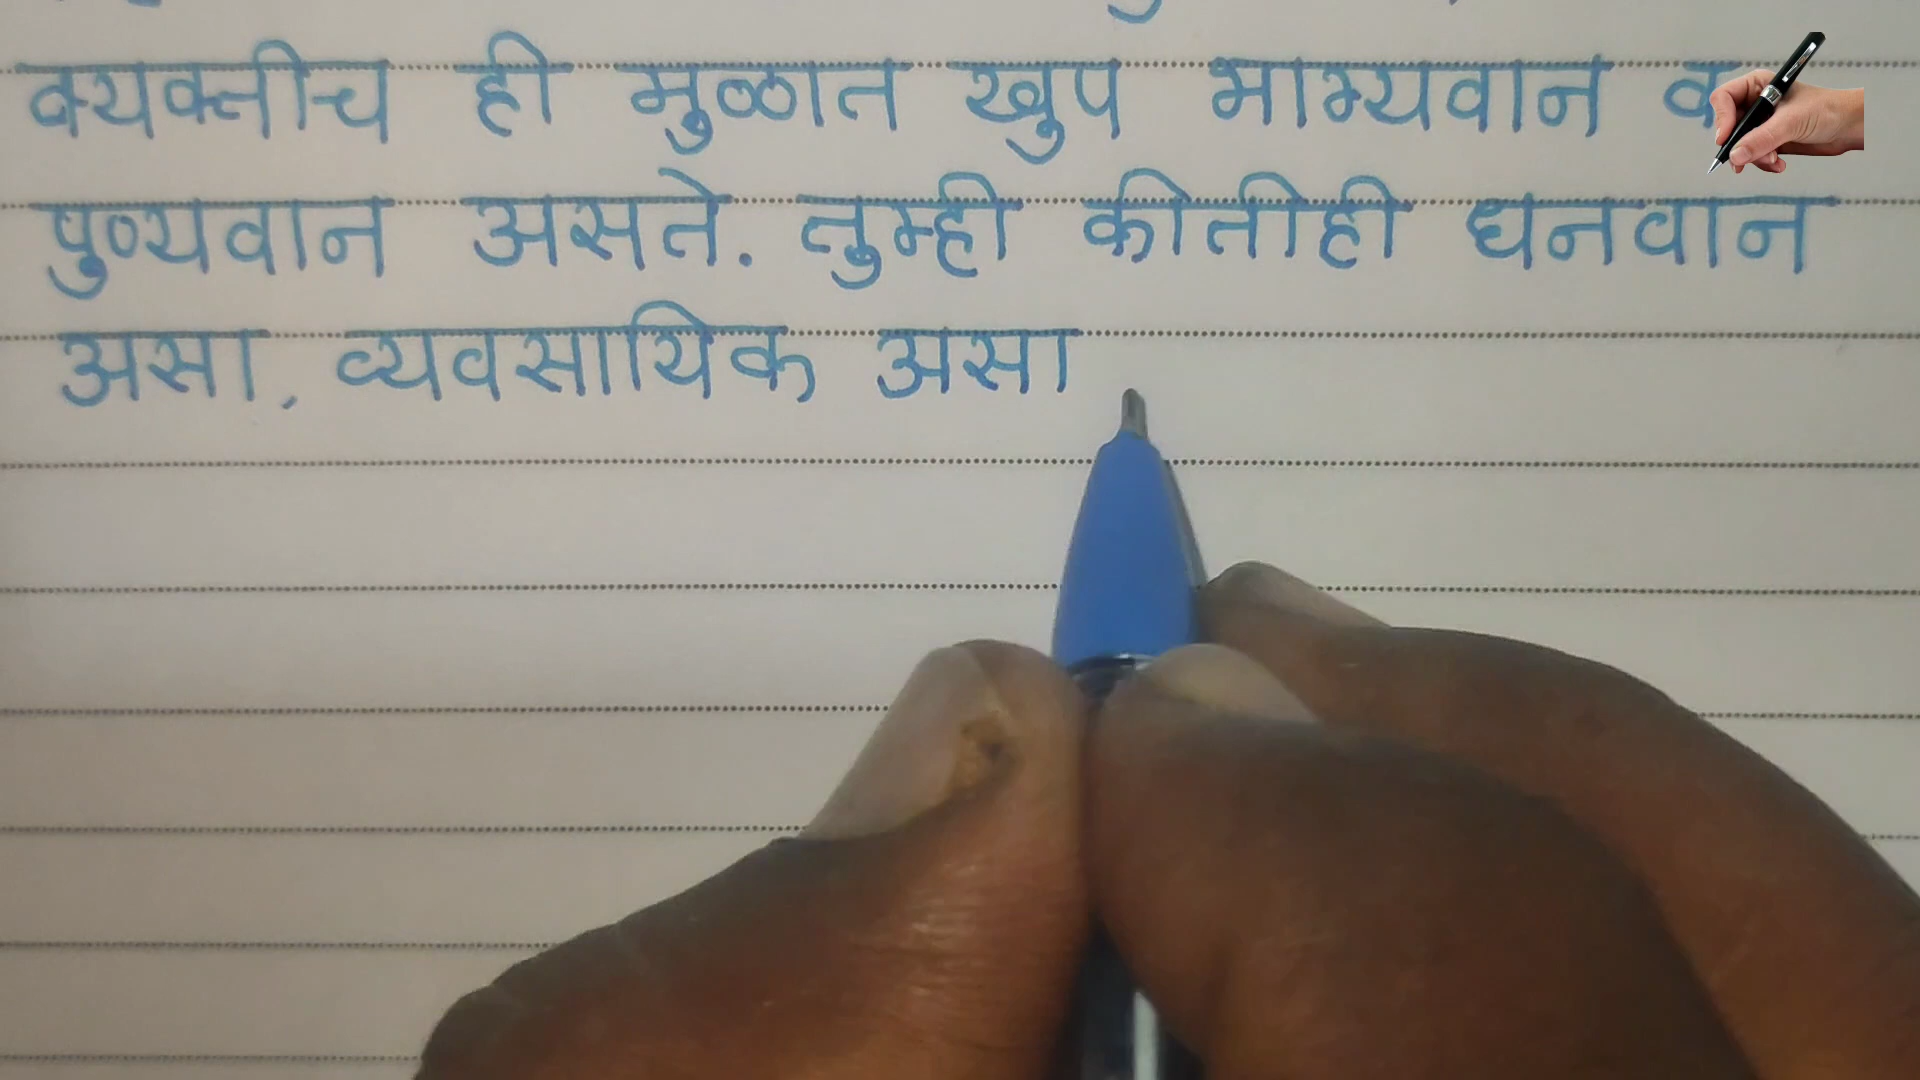 व्यक्तीच ही मुळात खुप भाग्यवान व
पुण्यवान असते. तुम्ही कीतीही धनवान
असा, व्यवसायिक असा